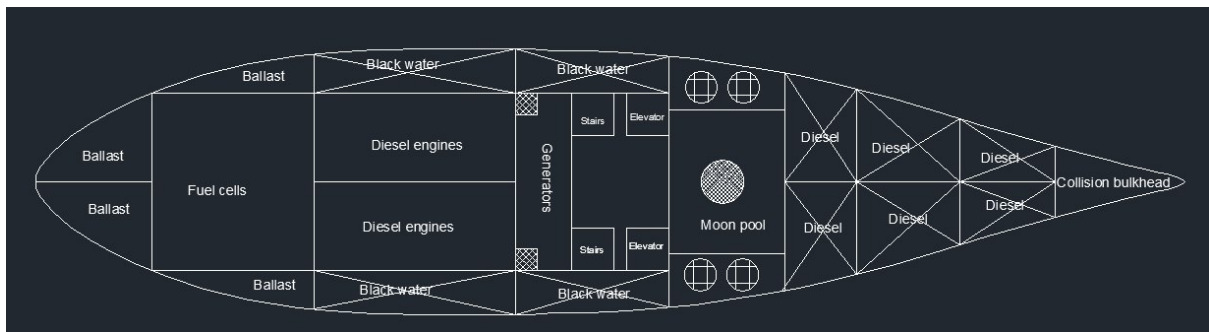 Black water
Black water
Ballast
Stairs
Elevator
Diesel
Diesel engines
Diesel
Ballast
Diesel
Generators
Fuel cells
Collision bulkhead
Ballast
Diesel
Diesel
Diesel engines
Moon pool
Diesel
Stairs
Elevator
Ballast
Black water
Black water